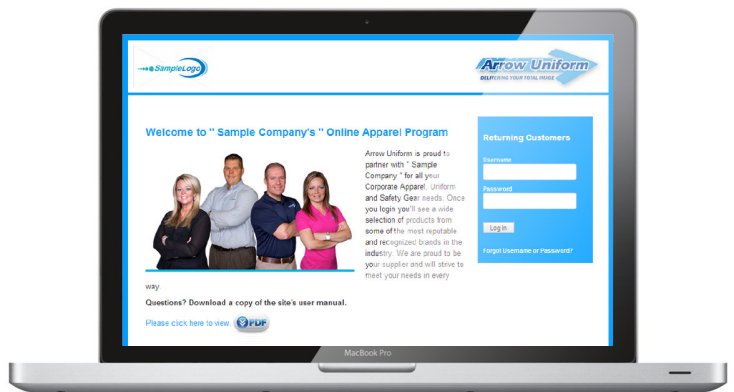 SampleLogo
Arrow Uniform
DELIVERING YOUR TOTAL IMAGE
Welcome to " Sample Company's " Online Apparel Program
Arrow Uniform is proud to
partner with " Sample
Company " for all your
Corporate Apparel, Uniform
and Safety Gear needs. Once
you login you'll see a wide
selection of products from
some of the most reputable
and recognized brands in the
industry. We are proud to be
your supplier and will strive to
meet your needs in every
way.
Questions? Download a copy of the site's user manual.
Please click here to view
PDF
Returning Customers
Username
Password
Log In
Forgot Username or Password?
MacBook Pro